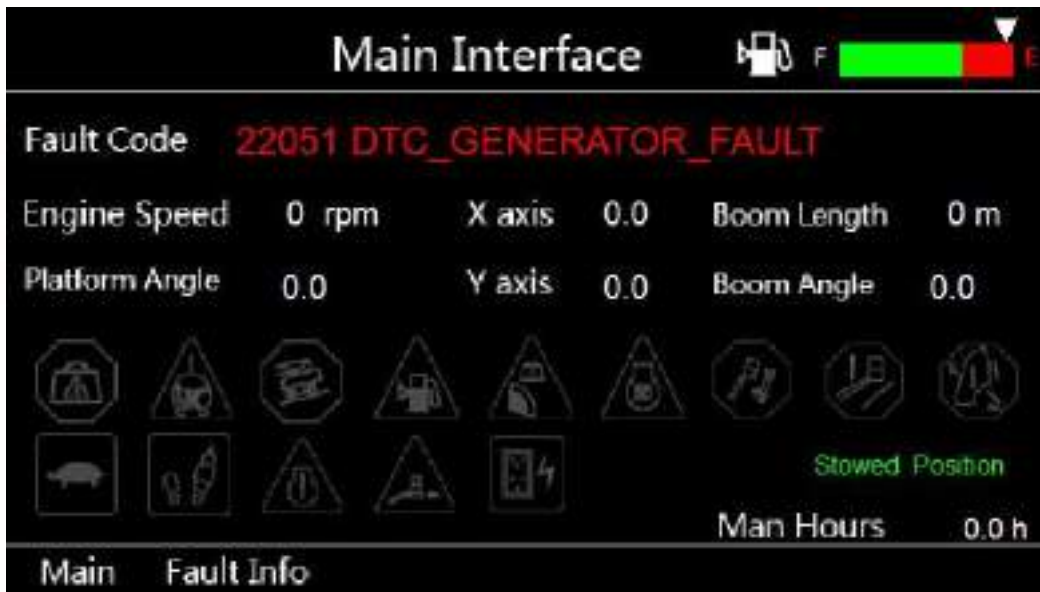 Main Interface F E
Fault Code 22051 DTC_GENERATOR_FAULT
Engine Speed 0 rpm X axis 0.0 Boom Length 0 m
Platform Angle 0.0 Y axis 0.0 Boom Angle 0.0
Stowed Position
Man Hours 0.0 h
Main Fault Info